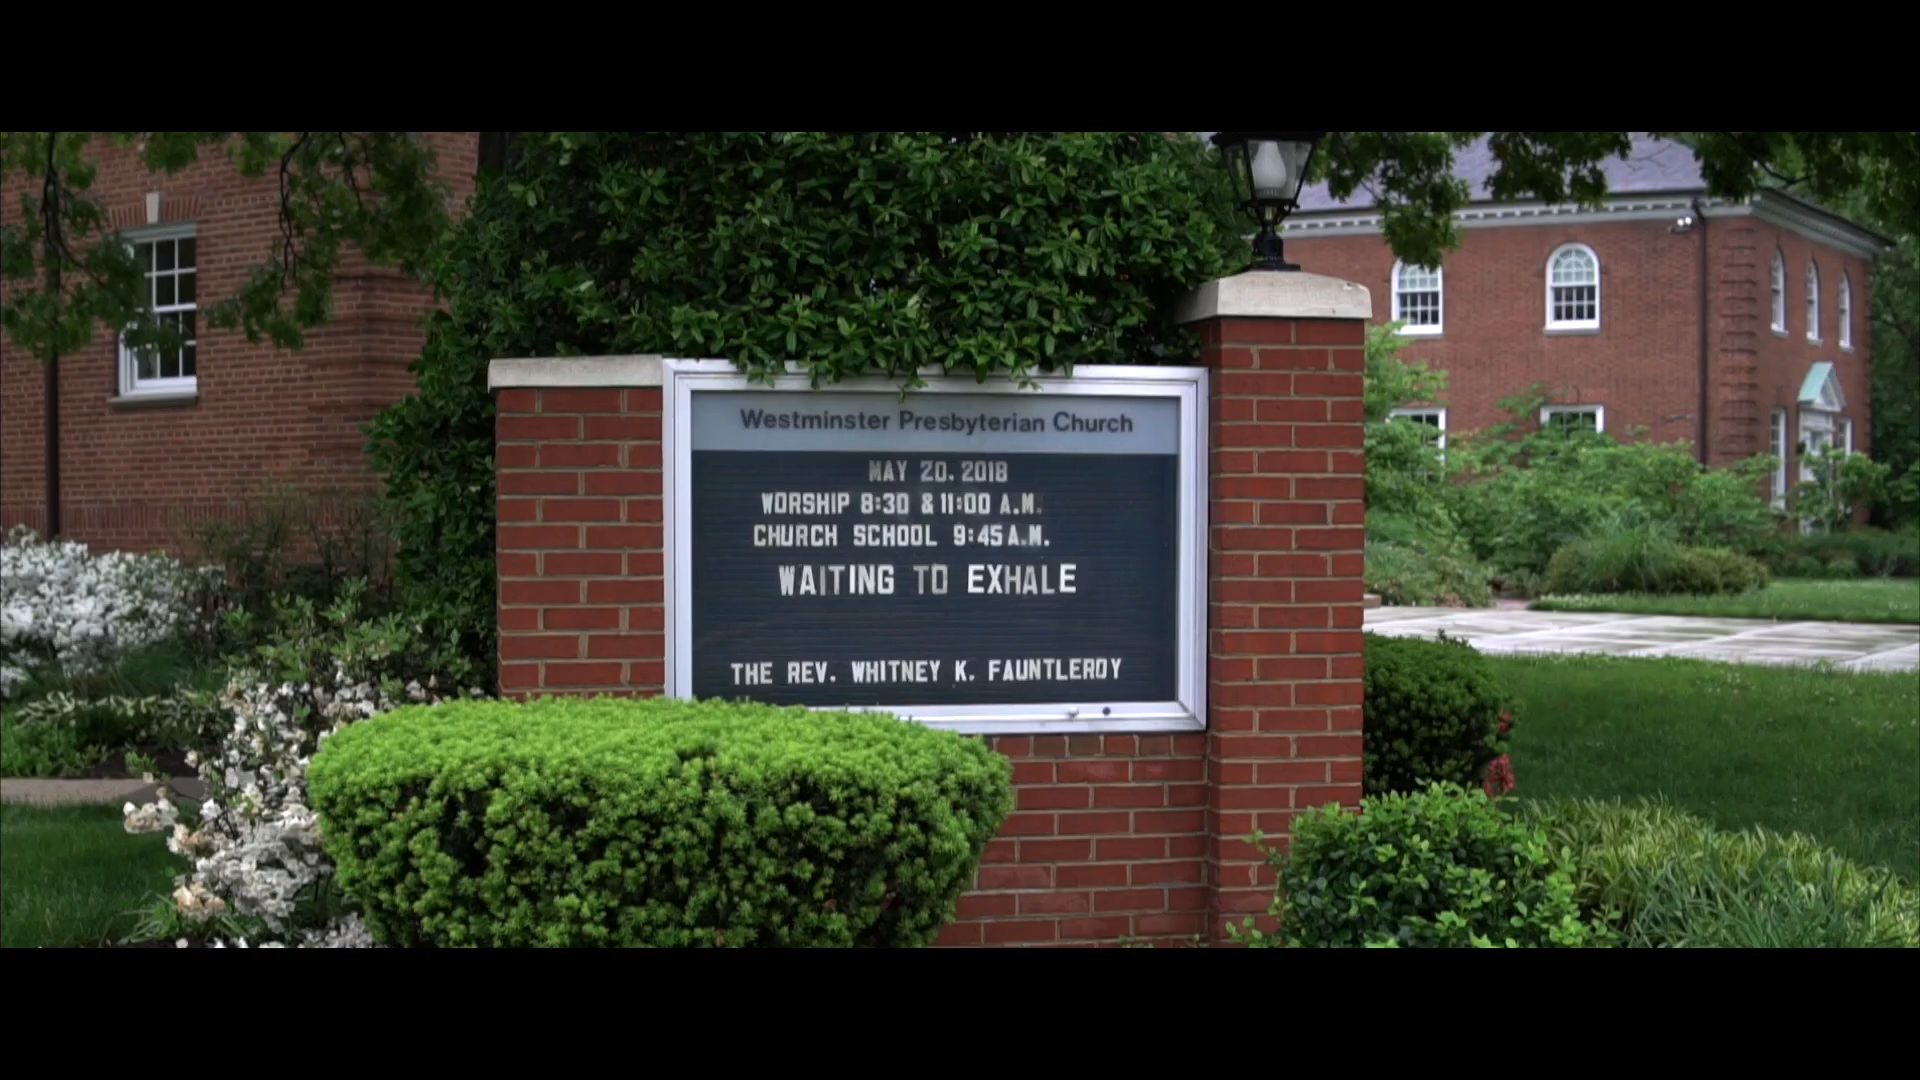 Westminster Presbyterian Church
MAY 20. 2018
WORSHIP 8:30 & 11:00 A.M.
CHURCH SCHOOL 9:45 A.M.
WAITING TO EXHALE
THE REV. WHITNEY K. FAUNTLEROY